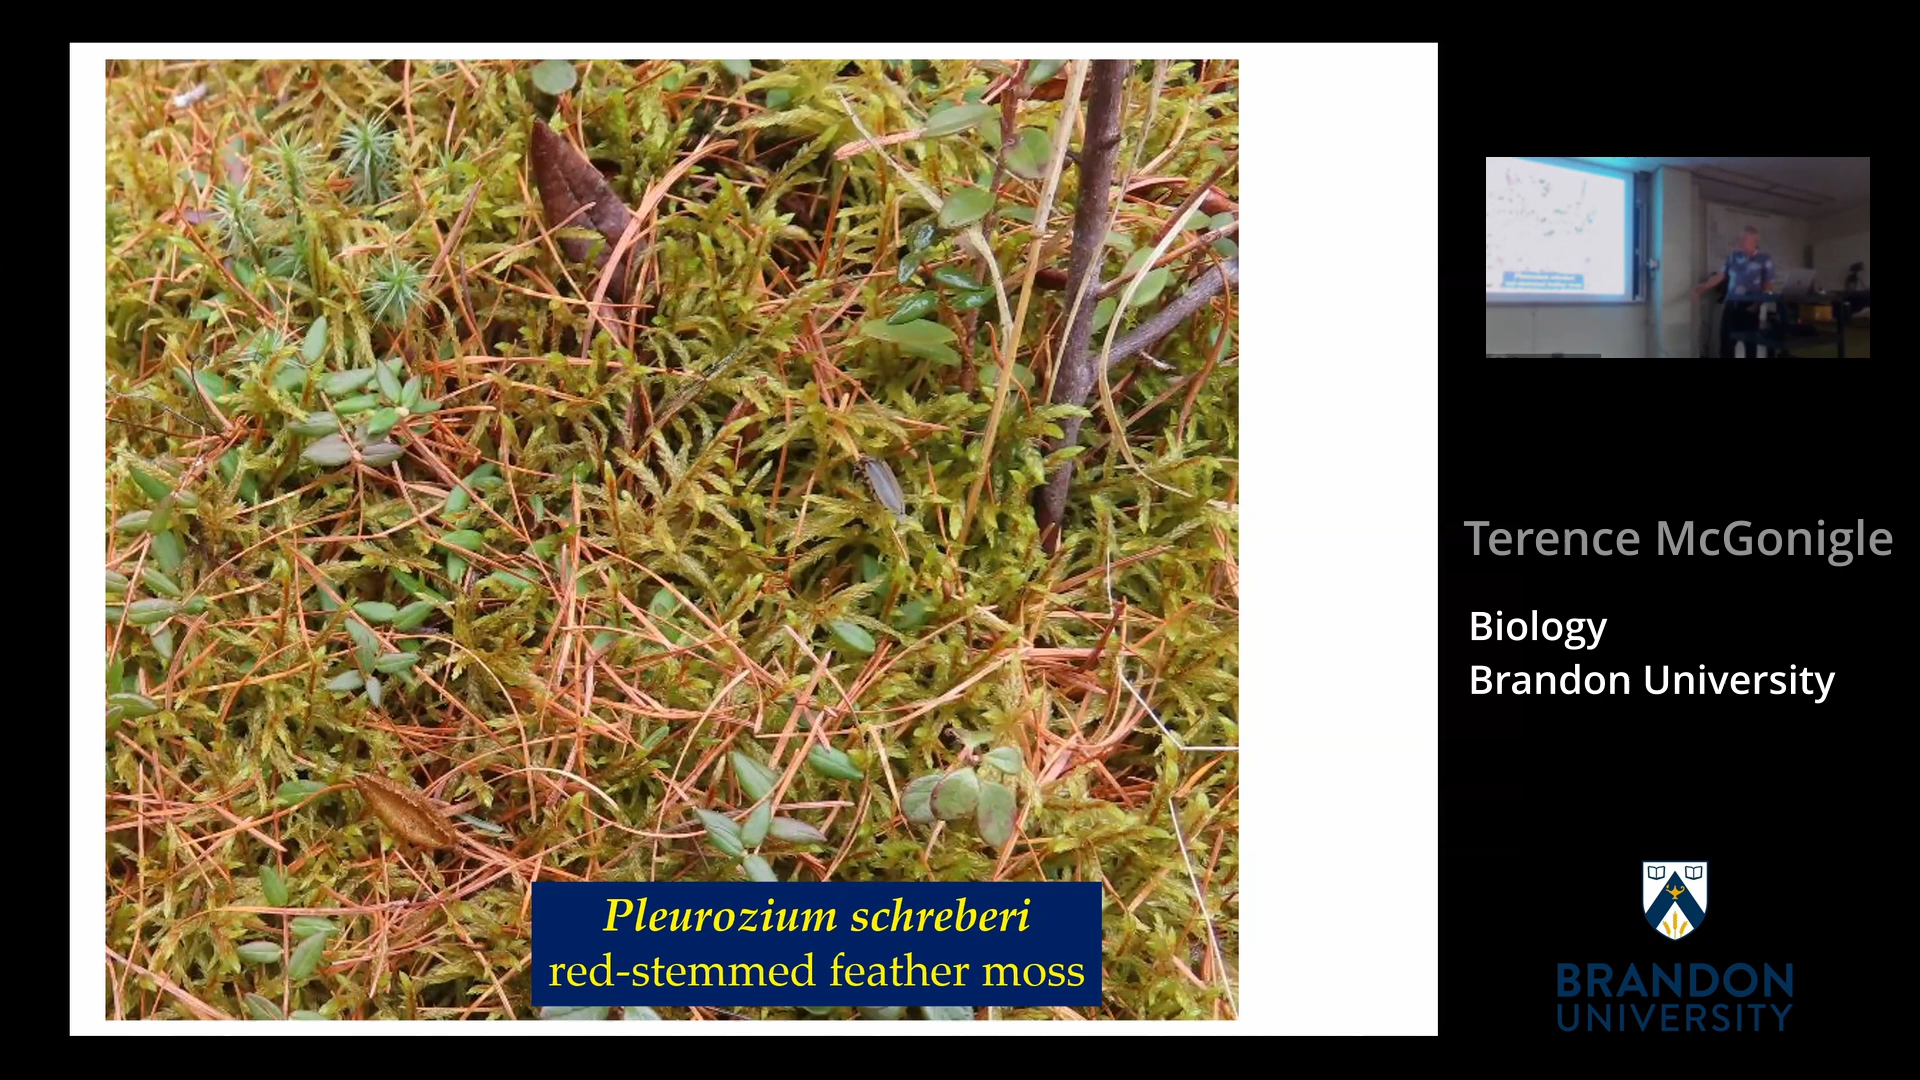 Pleurozium schreberi
red-stemmed feather moss
Terence McGonigle
Biology
Brandon University
BRANDON
UNIVERSITY